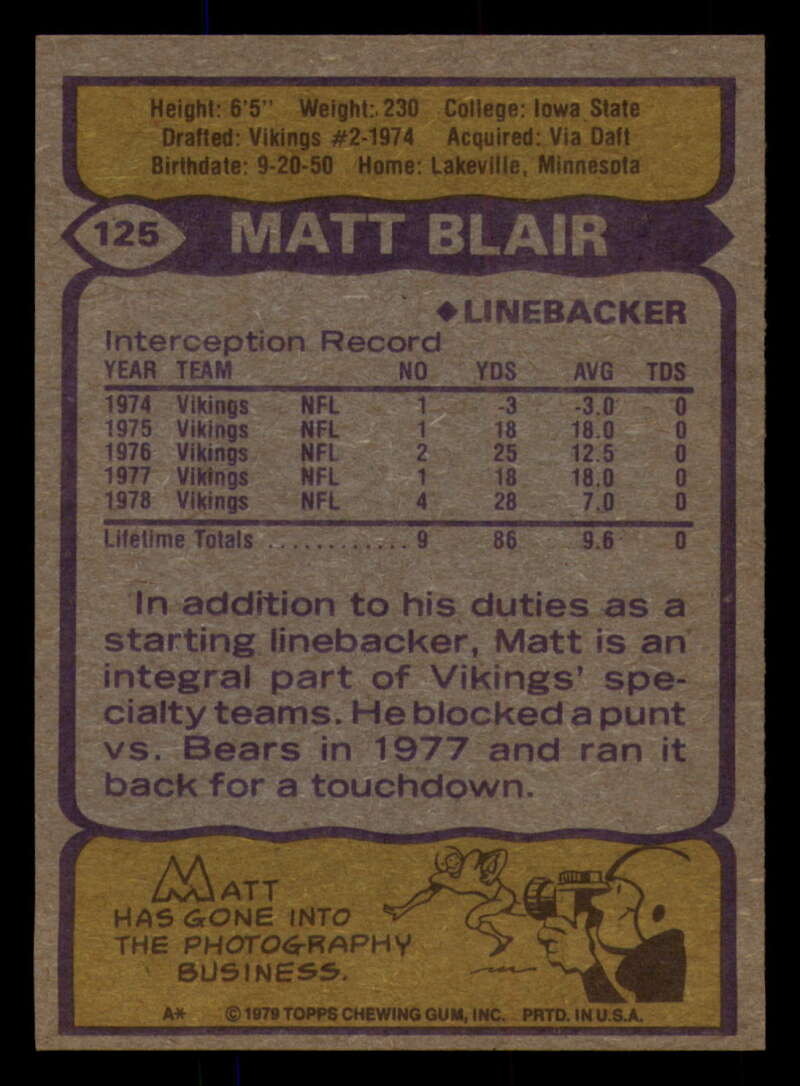 Height: 6'5" Weight: 230 College: Iowa State
Drafted: Vikings #2-1974 Acquired: Via Daft
Birthdate: 9-20-50 Home: Lakeville, Minnesota
125 MATT BLAIR
◆LINEBACKER
Interception Record
YEAR TEAM NO YDS AVG TDS
1974 Vikings NFL 1 -3 -3.0 0
1975 Vikings NFL 1 18 18.0 0
1976 Vikings NFL 2 25 12.5 0
1977 Vikings NFL 1 18 18.0 0
1978 Vikings NFL 4 28 7.0 0
Lifetime Totals ............ 9 86 9.6 0
In addition to his duties as a
starting linebacker, Matt is an
integral part of Vikings' spe-
cialty teams. He blocked a punt
vs. Bears in 1977 and ran it
back for a touchdown.
MATT
HAS GONE INTO
THE PHOTOGRAPHY
BUSINESS.
A* © 1979 TOPPS CHEWING GUM, INC. PRTD. IN U.S.A.